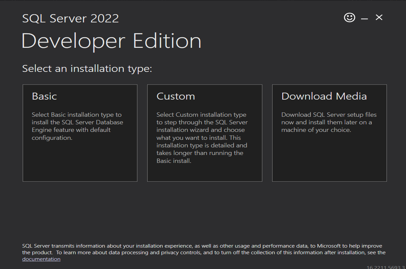 SQL Server 2022
Developer Edition
Select an installation type:
Basic
Select Basic installation type to
install the SQL Server Database
Engine feature with default
configuration.
Custom
Select Custom installation type
to step through the SQL Server
installation wizard and choose
what you want to install. This
installation type is detailed and
takes longer than running the
Basic install.
Download Media
Download SQL Server setup files
now and install them later on a
machine of your choice.
SQL Server transmits information about your installation experience, as well as other usage and performance data, to Microsoft to help improve
the product. To learn more about data processing and privacy controls, and to turn off the collection of this information after installation, see the
documentation